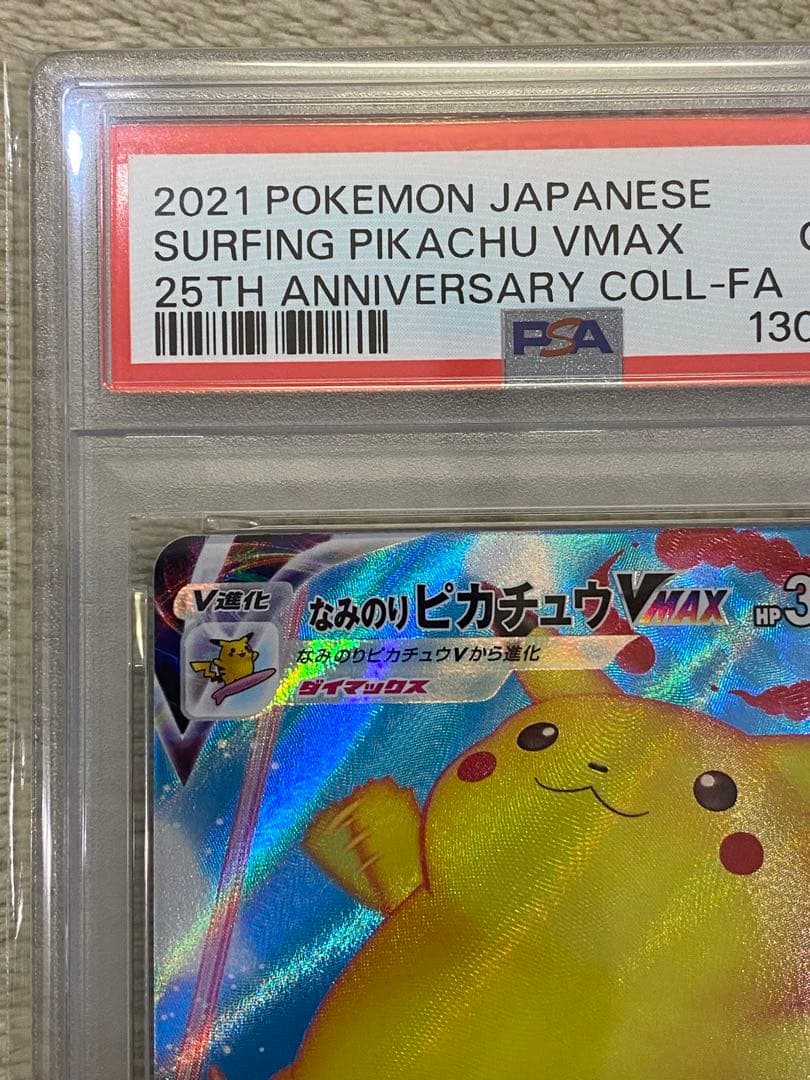 2021 POKEMON JAPANESE
SURFING PIKACHU VMAX
25TH ANNIVERSARY COLL-FA
PSA
130
V進化
なみのりピカチュウVMAX HP3
なみのりピカチュウVから進化
ダイマックス